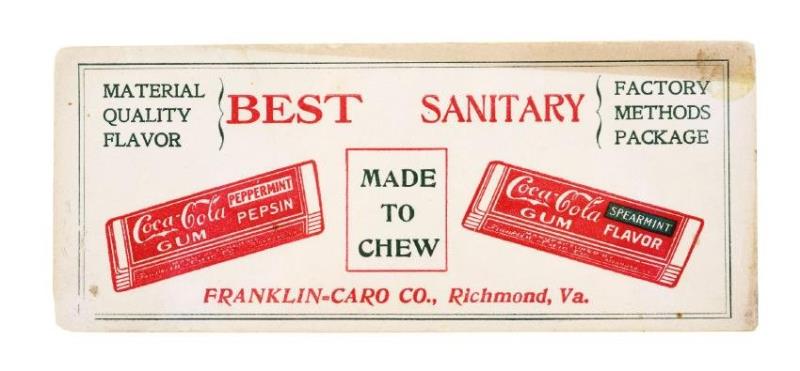 MATERIAL
QUALITY
FLAVOR
BEST
SANITARY
FACTORY
METHODS
PACKAGE
Coca-Cola
GUM
PEPPERMINT
PEPSIN
MADE
TO
CHEW
Coca-Cola
GUM
SPEARMINT
FLAVOR
FRANKLIN=CARO CO., Richmond, Va.